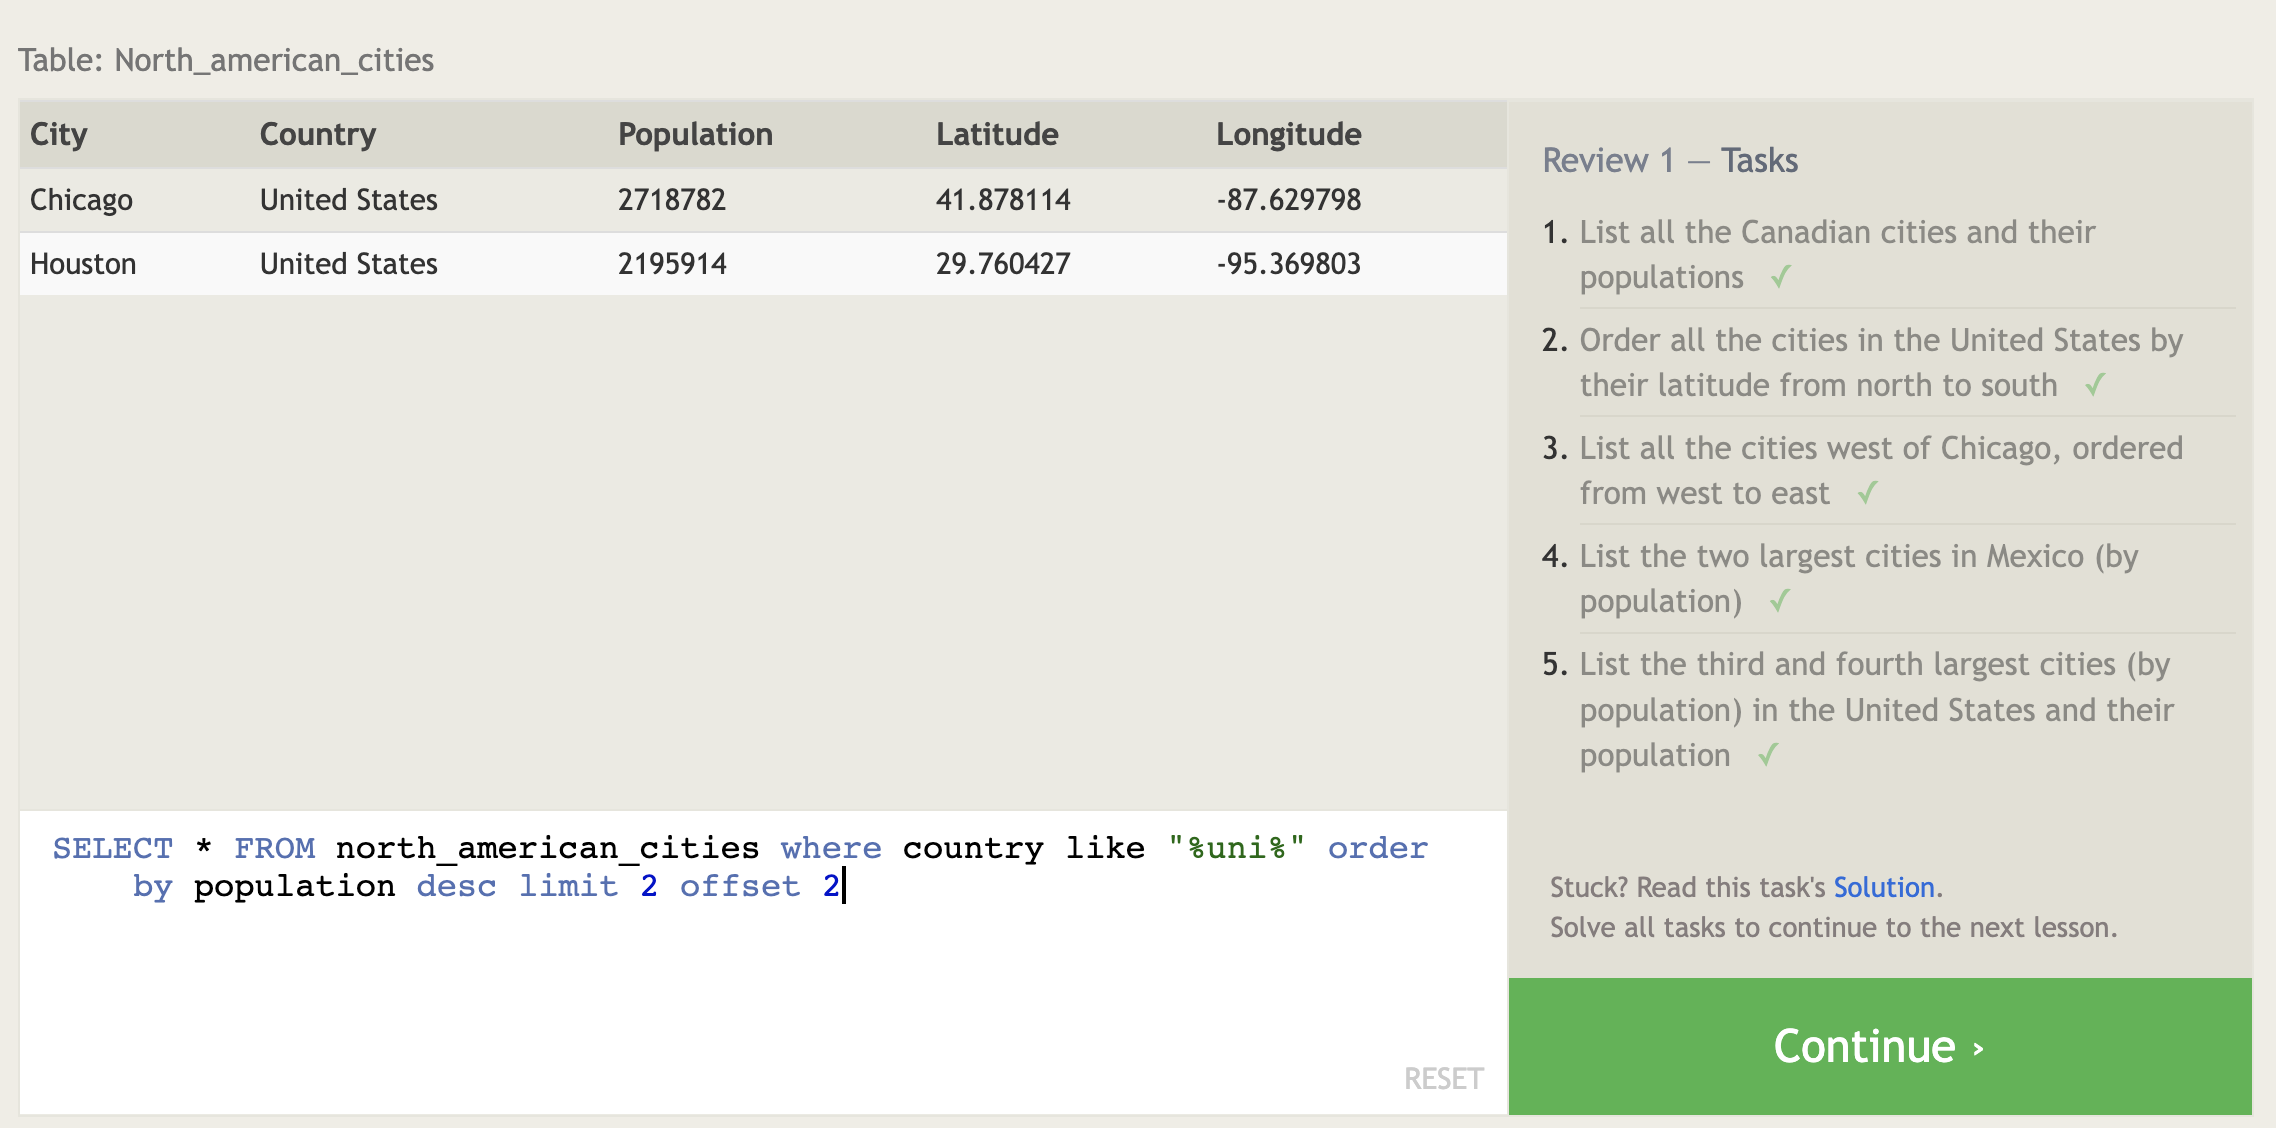 Table: North_american_cities
City Country Population Latitude Longitude
Chicago United States 2718782 41.878114 -87.629798
Houston United States 2195914 29.760427 -95.369803
SELECT * FROM north_american_cities where country like "%uni%" order
by population desc limit 2 offset 2
RESET
Review 1 — Tasks
1. List all the Canadian cities and their
populations ✓
2. Order all the cities in the United States by
their latitude from north to south ✓
3. List all the cities west of Chicago, ordered
from west to east ✓
4. List the two largest cities in Mexico (by
population) ✓
5. List the third and fourth largest cities (by
population) in the United States and their
population ✓
Stuck? Read this task's Solution.
Solve all tasks to continue to the next lesson.
Continue ›